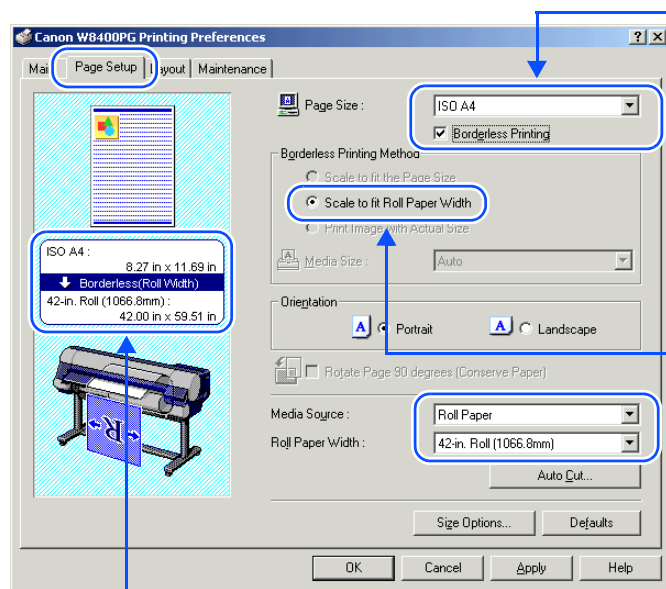 Canon W8400PG Printing Preferences
Page Setup Layout Maintenance
Page Size : ISO A4
Borderless Printing
Borderless Printing Method
Scale to fit the Page Size
Scale to fit Roll Paper Width
Print Image with Actual Size
Media Size : Auto
ISO A4 :
8.27 in x 11.69 in
Borderless(Roll Width)
42-in. Roll (1066.8mm) :
42.00 in x 59.51 in
Orientation
A Portrait A Landscape
Rotate Page 90 degrees (Conserve Paper)
R
Media Source : Roll Paper
Roll Paper Width : 42-in. Roll (1066.8mm)
Auto Cut...
Size Options... Defaults
OK Cancel Apply Help